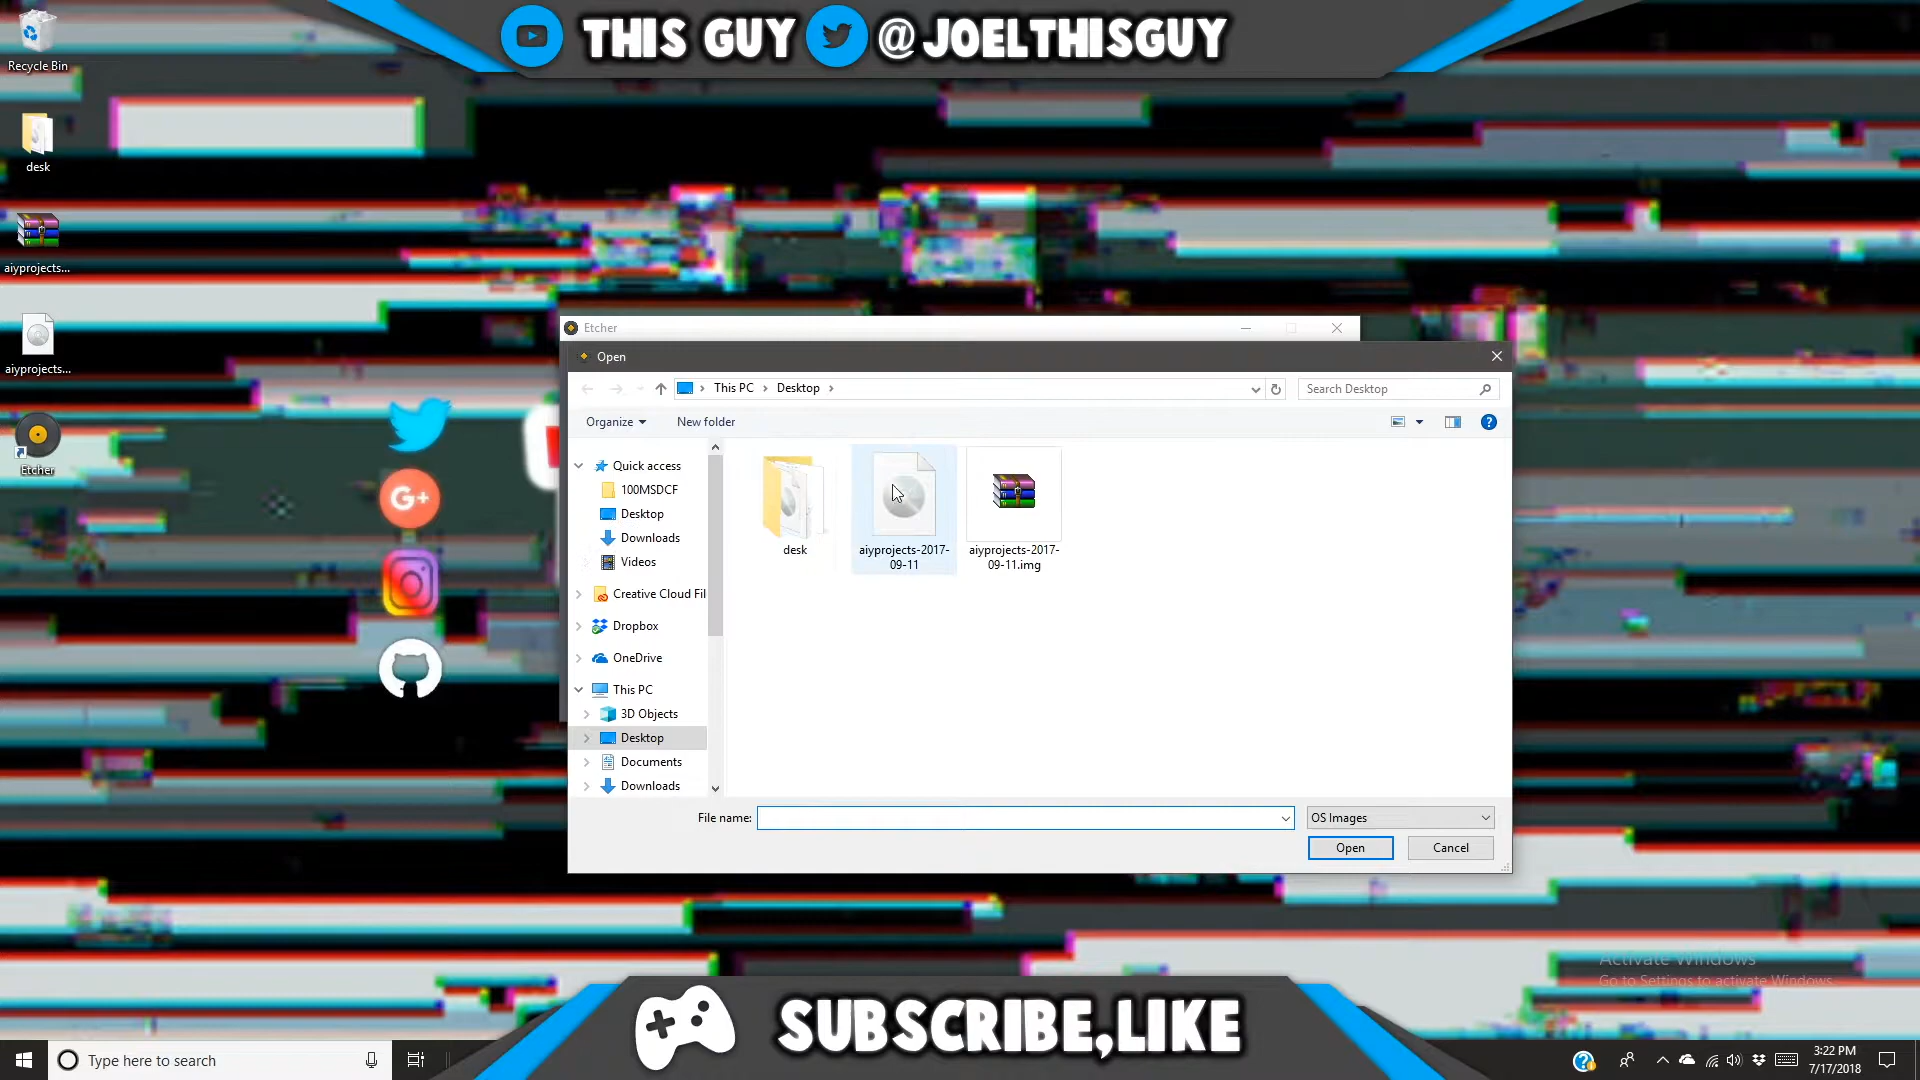 THIS GUY @JOELTHISGUY
Recycle Bin
desk
aiyprojects...
aiyprojects...
Etcher
G+
Etcher
Open
This PC > Desktop >
Search Desktop
Organize
New folder
Quick access
100MSDCF
Desktop
Downloads
Videos
Creative Cloud Fil
Dropbox
OneDrive
This PC
3D Objects
Desktop
Documents
Downloads
desk
aiyprojects-2017-
09-11
aiyprojects-2017-
09-11.img
File name:
OS Images
Open
Cancel
Activate Windows
Go to Settings to activate Windows.
SUBSCRIBE,LIKE
Type here to search
3:22 PM
7/17/2018